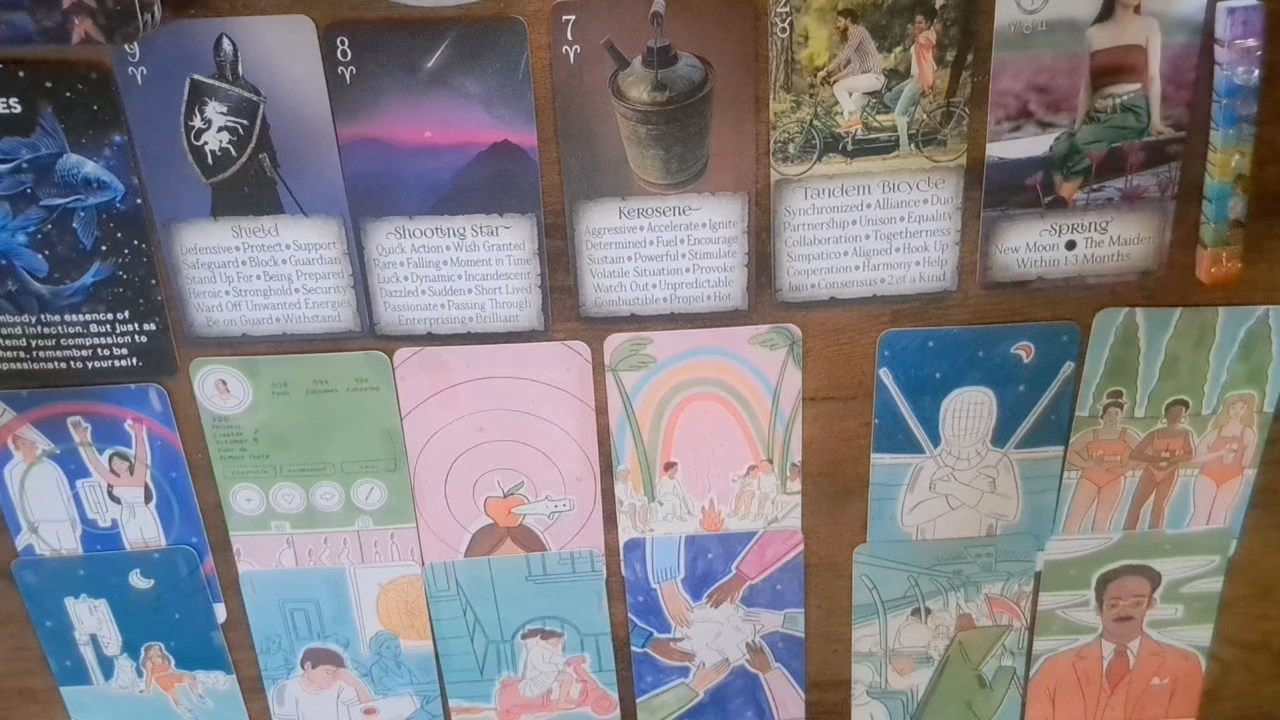 ES
mbody the essence of
and infection. But just as
tend your compassion to
hers, remember to be
mpassionate to yourself.
9
♈
Shield
Defensive • Protect • Support
Safeguard • Block • Guardian
Stand Up For • Being Prepared
Heroic • Stronghold • Security
Ward Off Unwanted Energies
Be on Guard • Withstand
8
♈
Shooting Star
Quick Action • Wish Granted
Rare • Falling • Moment in Time
Luck • Dynamic • Incandescent
Dazzled • Sudden • Short Lived
Passionate • Passing Through
Enterprising • Brilliant
7
♈
Kerosene
Aggressive • Accelerate • Ignite
Determined • Fuel • Encourage
Sustain • Powerful • Stimulate
Volatile Situation • Provoke
Watch Out • Unpredictable
Combustible • Propel • Hot
2
♉
Tandem Bicycle
Synchronized • Alliance • Duo
Partnership • Unison • Equality
Collaboration • Togetherness
Simpatico • Aligned • Hook Up
Cooperation • Harmony • Help
Join • Consensus • 2 of a Kind
♈ ♉ ♊
Spring
New Moon ● The Maiden
Within 1-3 Months